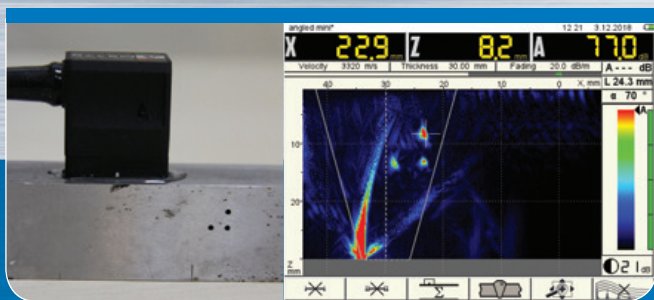 angled mini*
12 21 3.12.2018
X 22.9 mm Z 8.2 mm A 77.0 dB
Velocity 3320 m/s Thickness 30.00 mm Fading 20.0 dB/m A - - - dB
L 24.3 mm
α 70 °
40 30 20 10 0 X, mm
A
10
20
Z
mm
21 dB
Σ